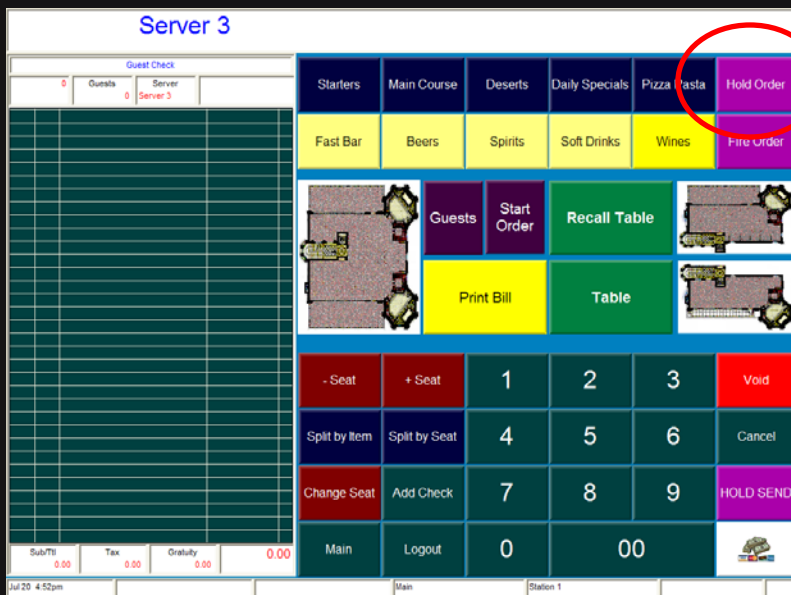 Server 3
Guest Check
0 Guests 0 Server Server 3
Starters Main Course Deserts Daily Specials Pizza Pasta Hold Order
Fast Bar Beers Spirits Soft Drinks Wines Fire Order
Guests Start Order Recall Table
Print Bill Table
- Seat + Seat 1 2 3 Void
Split by Item Split by Seat 4 5 6 Cancel
Change Seat Add Check 7 8 9 HOLD SEND
Main Logout 0 00
Sub/Ttl 0.00 Tax 0.00 Gratuity 0.00 0.00
Jul 20 4:52pm Main Station 1